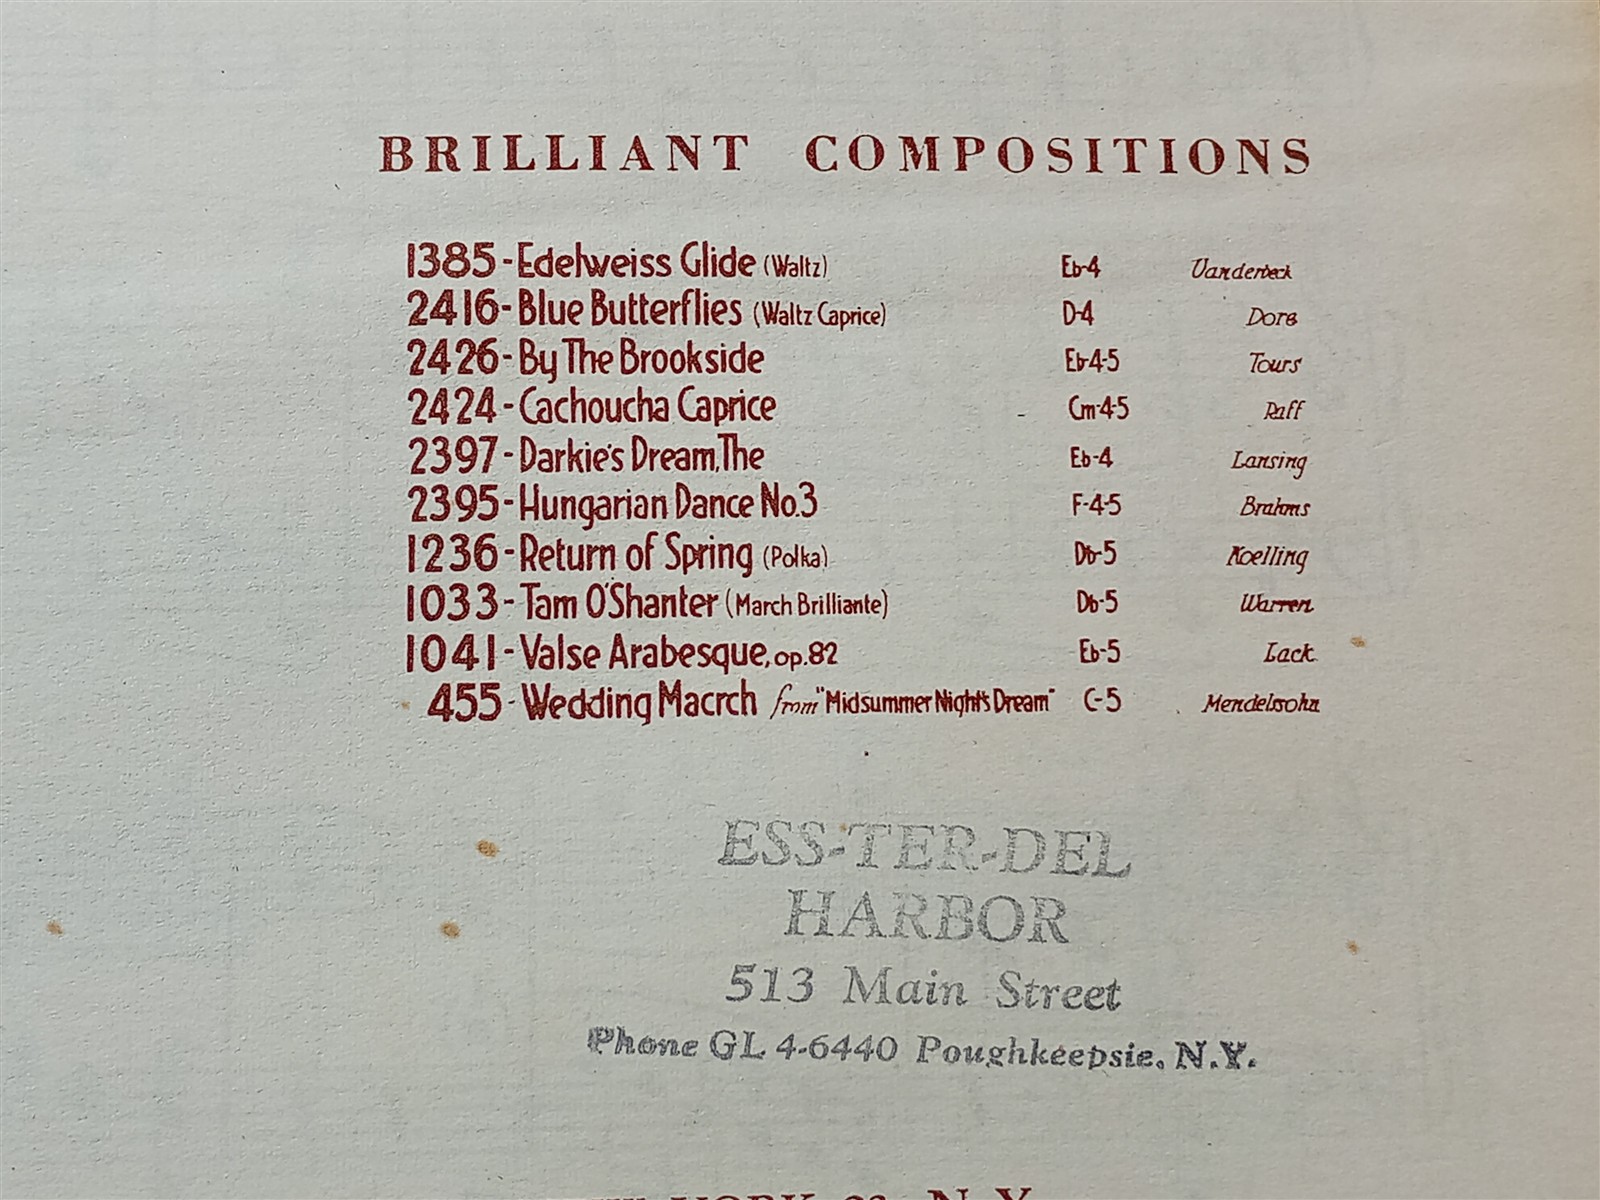 BRILLIANT COMPOSITIONS
1385-Edelweiss Glide (Waltz) Eb-4 Vanderbeck
2416-Blue Butterflies (Waltz Caprice) D-4 Dore
2426-By The Brookside Eb-4-5 Tours
2424-Cachoucha Caprice - Cm-4-5 Raff
2397-Darkie's Dream, The Eb-4 Lansing
2395-Hungarian Dance No.3 F-4-5 Brahms
1236-Return of Spring (Polka) Db-5 Koelling
1033-Tam O'Shanter (March Brilliante) Db-5 Warren
1041-Valse Arabesque, op.82 Eb-5 Lack
455-Wedding Macrch from "Midsummer Night's Dream" C-5 Mendelssohn
ESS-TER-DEL
HARBOR
513 Main Street
Phone GL 4-6440 Poughkeepsie, N.Y.
YORK N.Y.